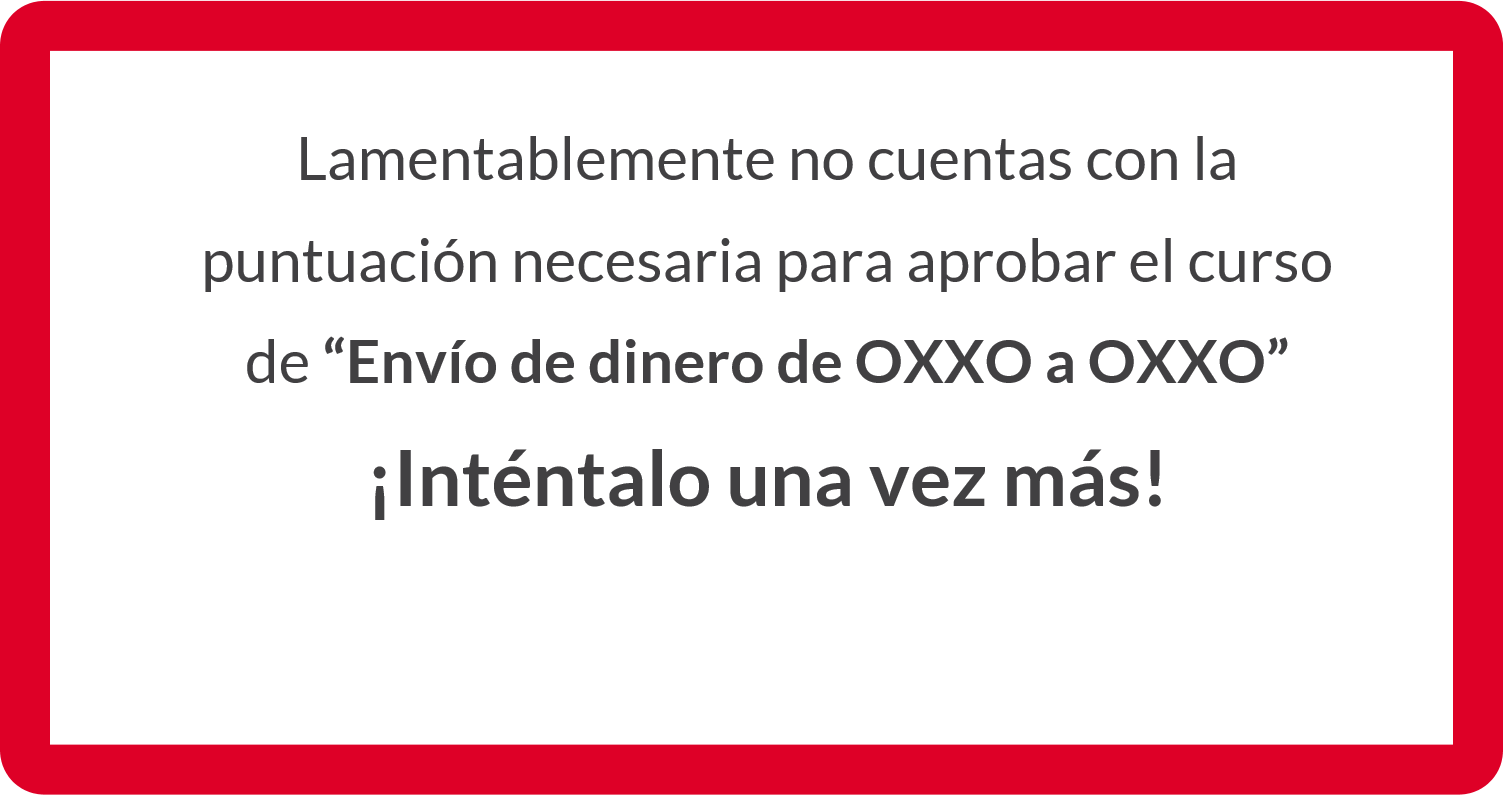 Lamentablemente no cuentas con la
puntuación necesaria para aprobar el curso
de “Envío de dinero de OXXO a OXXO”
¡Inténtalo una vez más!